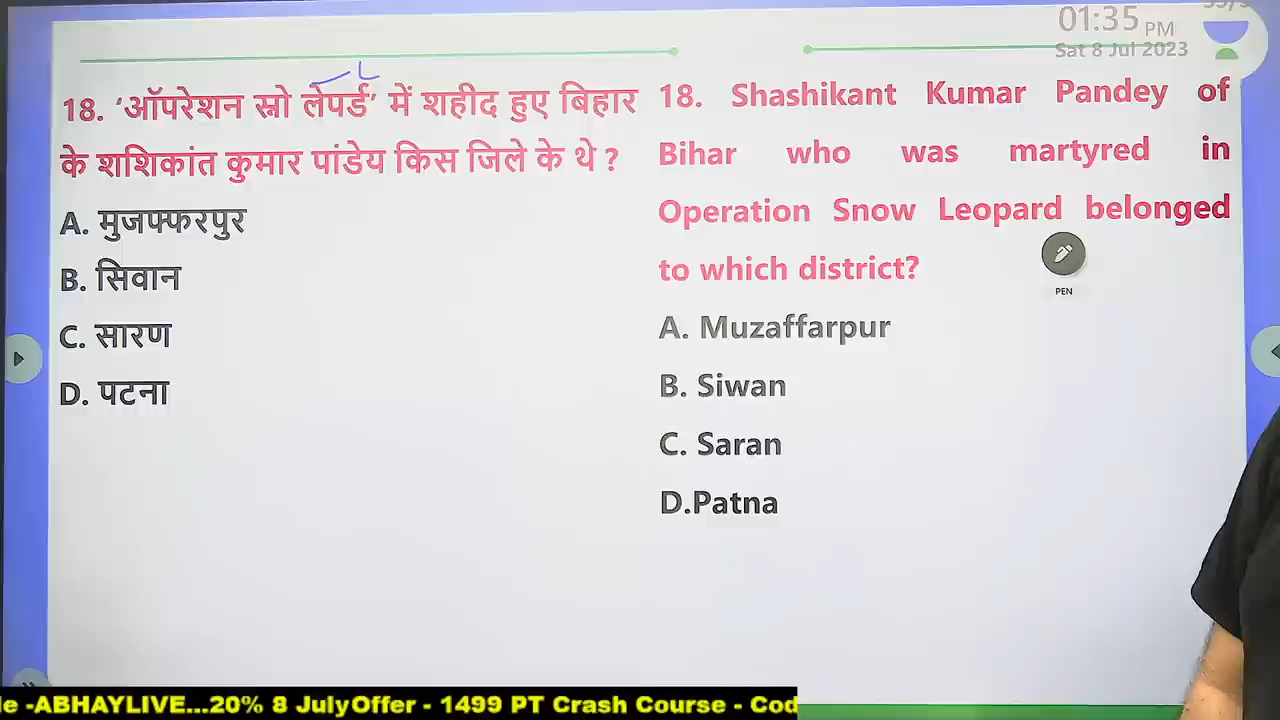 01:35 PM
Sat 8 Jul 2023
18. ‘ऑपरेशन स्नो लेपर्ड’ में शहीद हुए बिहार
के शशिकांत कुमार पांडेय किस जिले के थे ?
A. मुजफ्फरपुर
B. सिवान
C. सारण
D. पटना
18. Shashikant Kumar Pandey of
Bihar who was martyred in
Operation Snow Leopard belonged
to which district?
PEN
A. Muzaffarpur
B. Siwan
C. Saran
D.Patna
-ABHAYLIVE...20% 8 JulyOffer - 1499 PT Crash Course - Cod